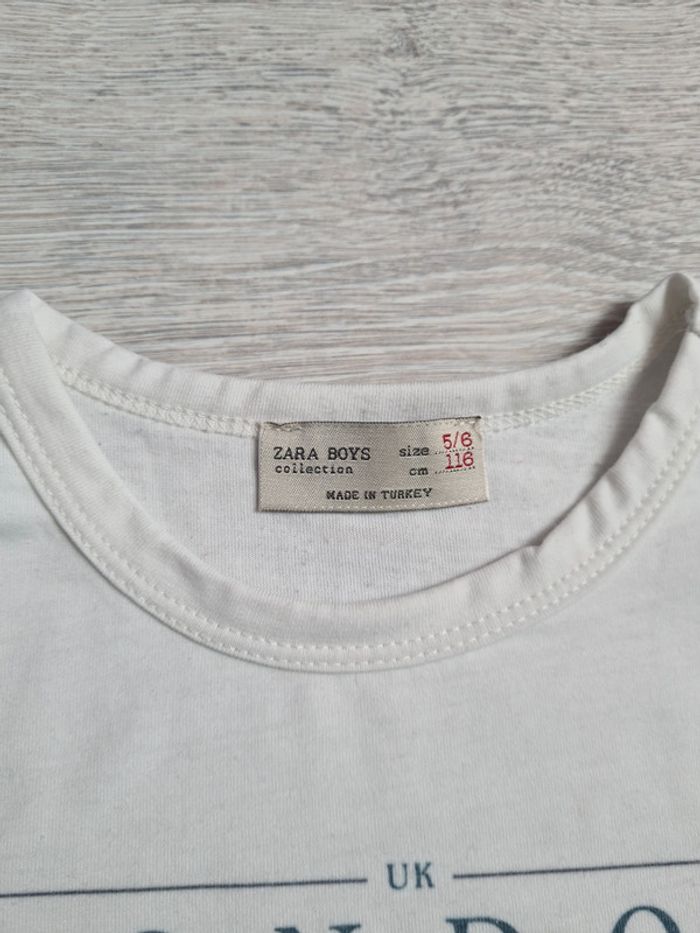 ZARA BOYS size 5/6
collection cm 116
MADE IN TURKEY
UK